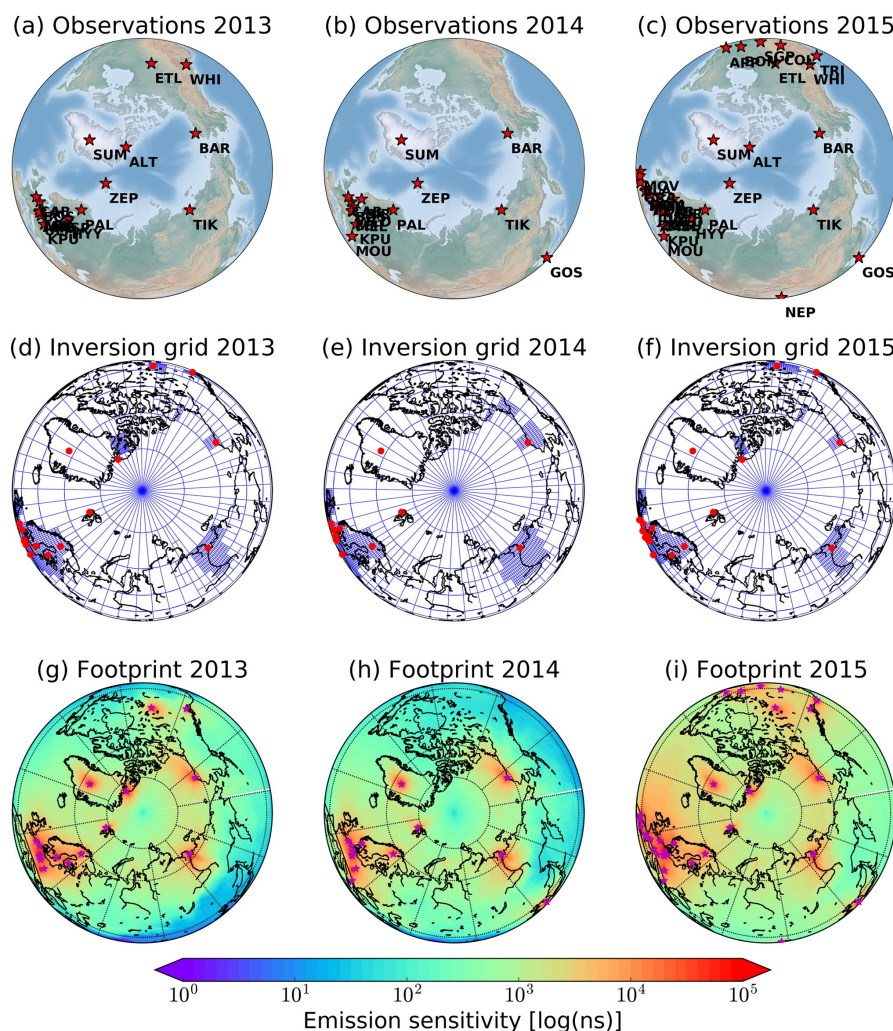 (a) Observations 2013
(b) Observations 2014
(c) Observations 2015
ETL
WHI
SUM
ALT
BAR
ZEP
PAL
TIK
HYY
KPU
SUM
BAR
ZEP
PAL
TIK
KPU
MOU
GOS
COL
TRI
ETL
WHI
SUM
ALT
BAR
MOV
ZEP
PAL
TIK
HYY
KPU
MOU
GOS
NEP
(d) Inversion grid 2013
(e) Inversion grid 2014
(f) Inversion grid 2015
(g) Footprint 2013
(h) Footprint 2014
(i) Footprint 2015
10⁰ 10¹ 10² 10³ 10⁴ 10⁵
Emission sensitivity [log(ns)]